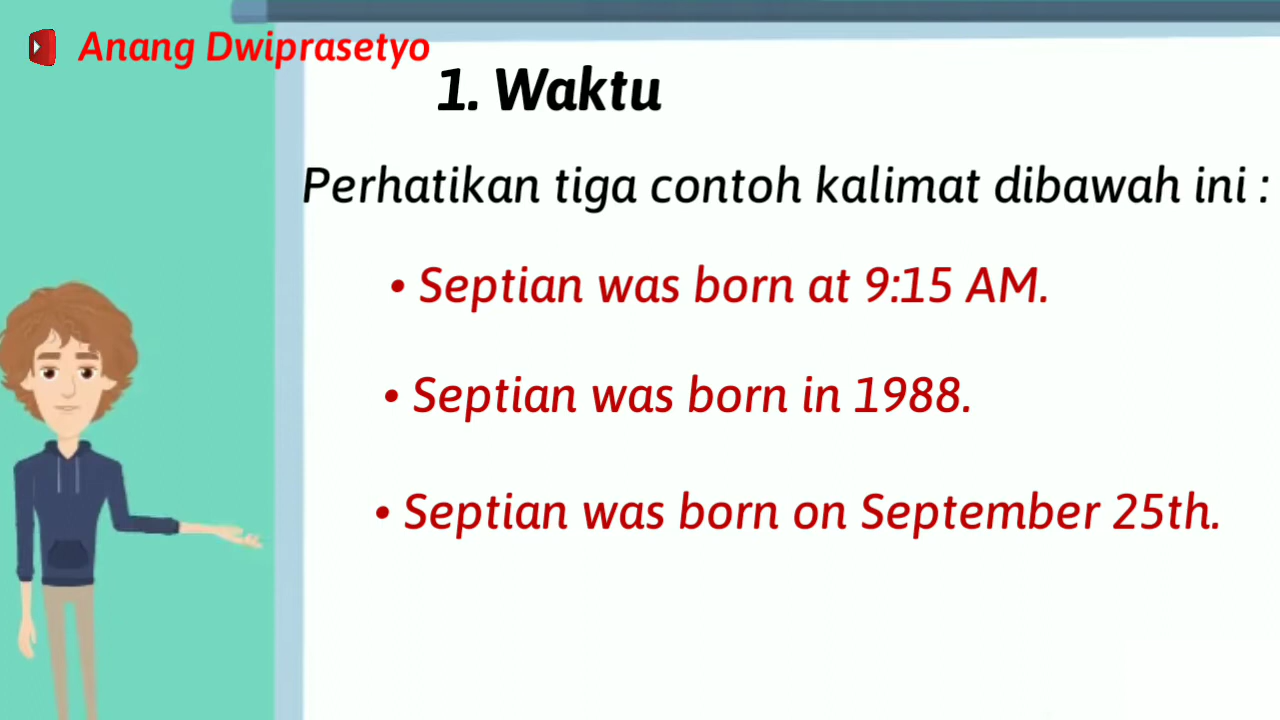 Anang Dwiprasetyo
1. Waktu
Perhatikan tiga contoh kalimat dibawah ini :
• Septian was born at 9:15 AM.
• Septian was born in 1988.
• Septian was born on September 25th.